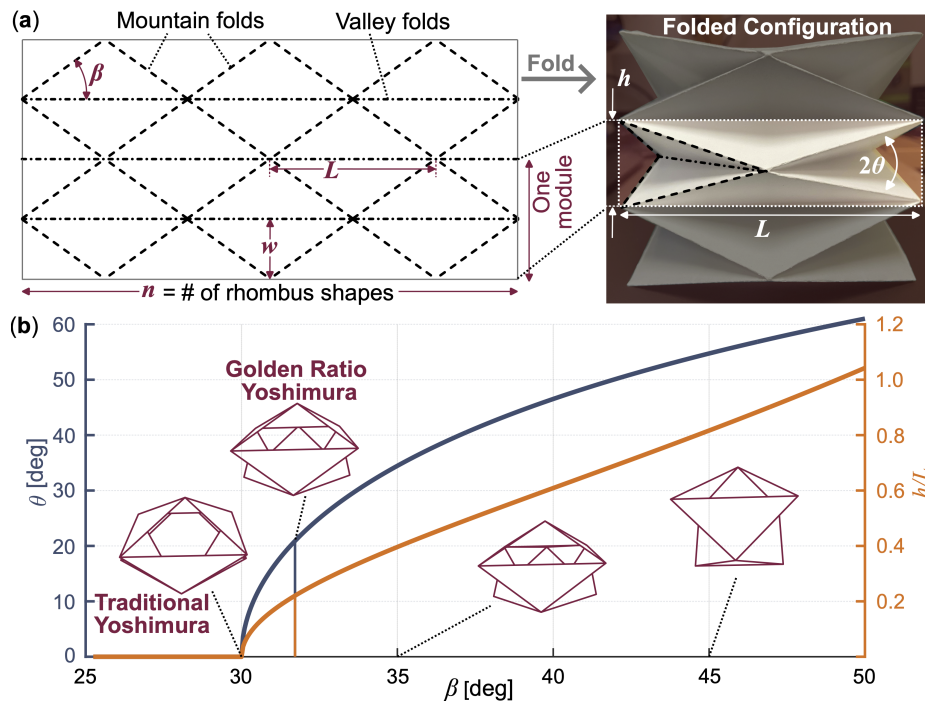 (a)
Mountain folds
Valley folds
Folded Configuration
β
Fold
h
L
One module
2θ
w
L
n = # of rhombus shapes
(b)
60
50
40
30
20
10
0
θ [deg]
1.2
1.0
0.8
0.6
0.4
0.2
h/L
Golden Ratio
Yoshimura
Traditional
Yoshimura
25
30
35
40
45
50
β [deg]